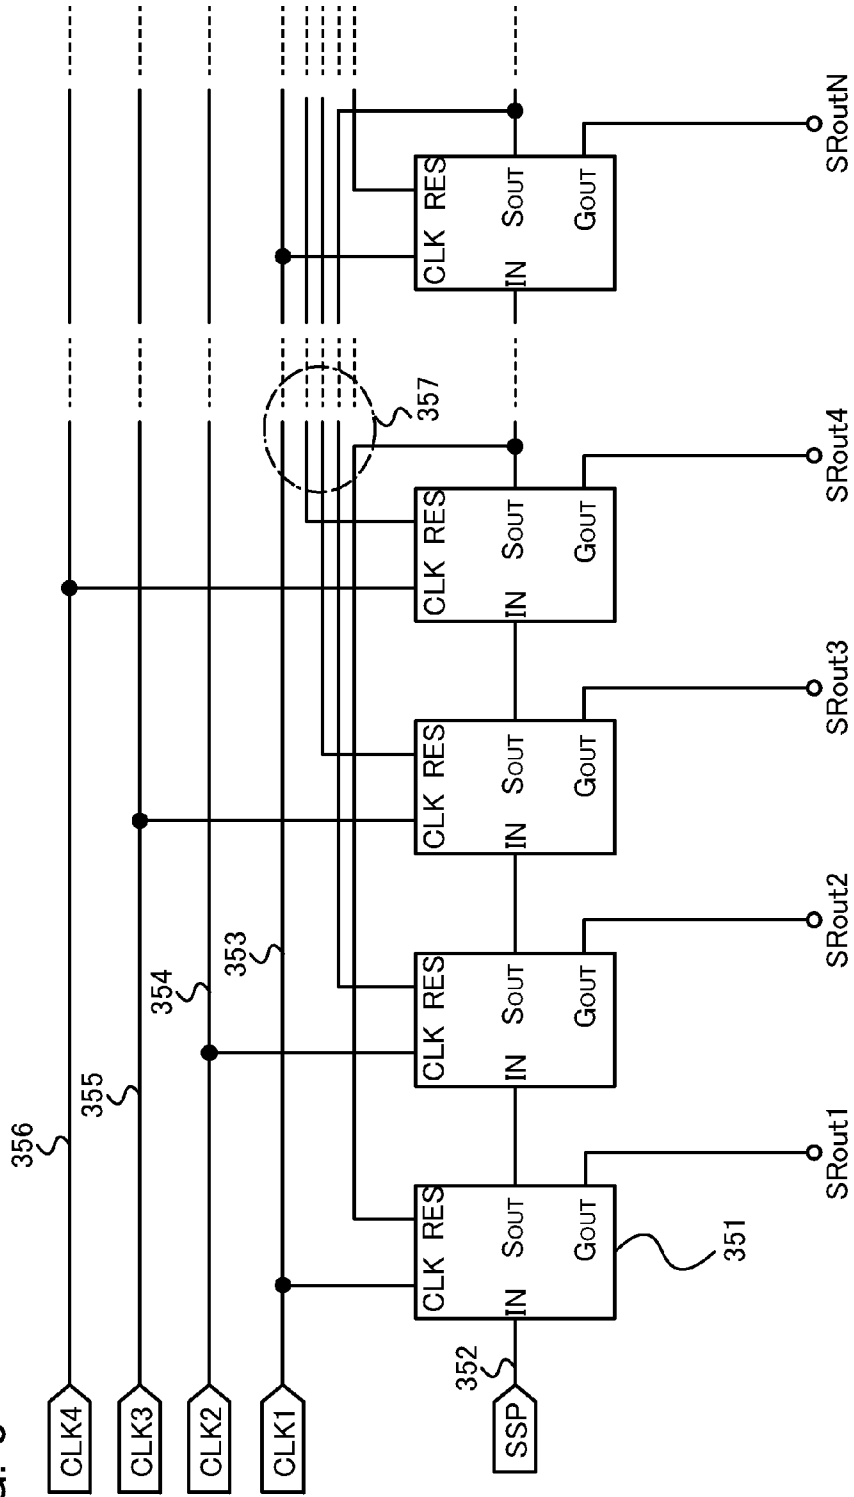 CLK4
CLK3
CLK2
CLK1
SSP
356
355
354
353
352
357
351
CLK RES
IN SOUT
GOUT
SRout1
CLK RES
IN SOUT
GOUT
SRout2
CLK RES
IN SOUT
GOUT
SRout3
CLK RES
IN SOUT
GOUT
SRout4
CLK RES
IN SOUT
GOUT
SRoutN